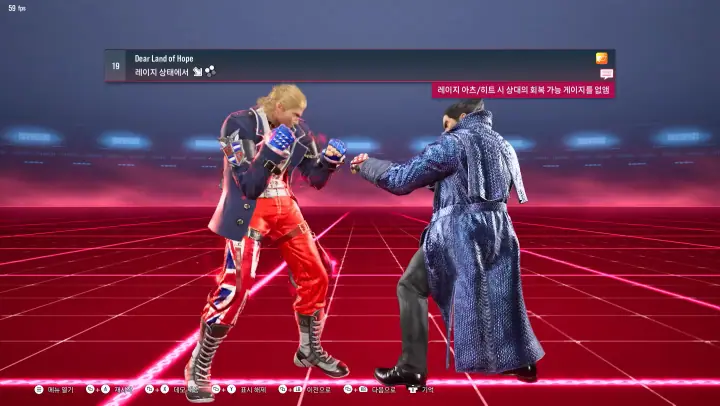 59 fps
19
Dear Land of Hope
레이지 상태에서
레이지 아츠/히트 시 상대의 회복 가능 게이지를 없앰
메뉴 열기
표시 해제
이전으로
다음으로
기억